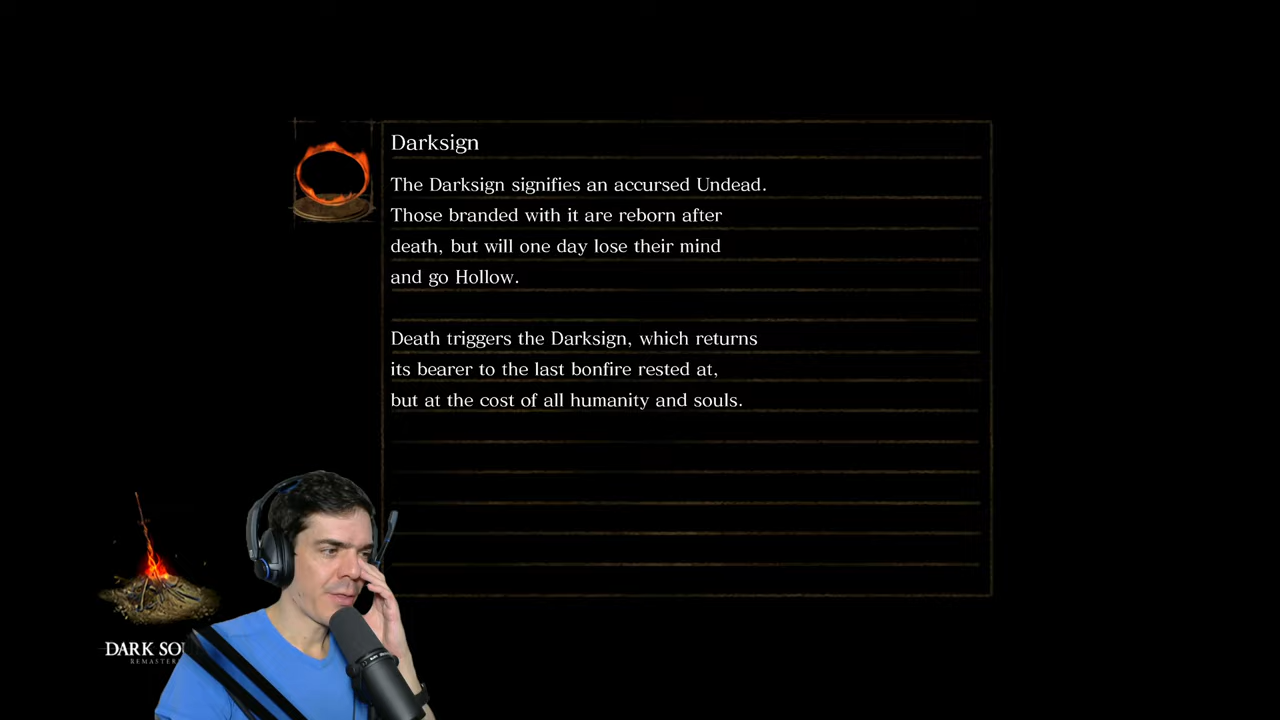 Darksign
The Darksign signifies an accursed Undead.
Those branded with it are reborn after
death, but will one day lose their mind
and go Hollow.
Death triggers the Darksign, which returns
its bearer to the last bonfire rested at,
but at the cost of all humanity and souls.
DARK